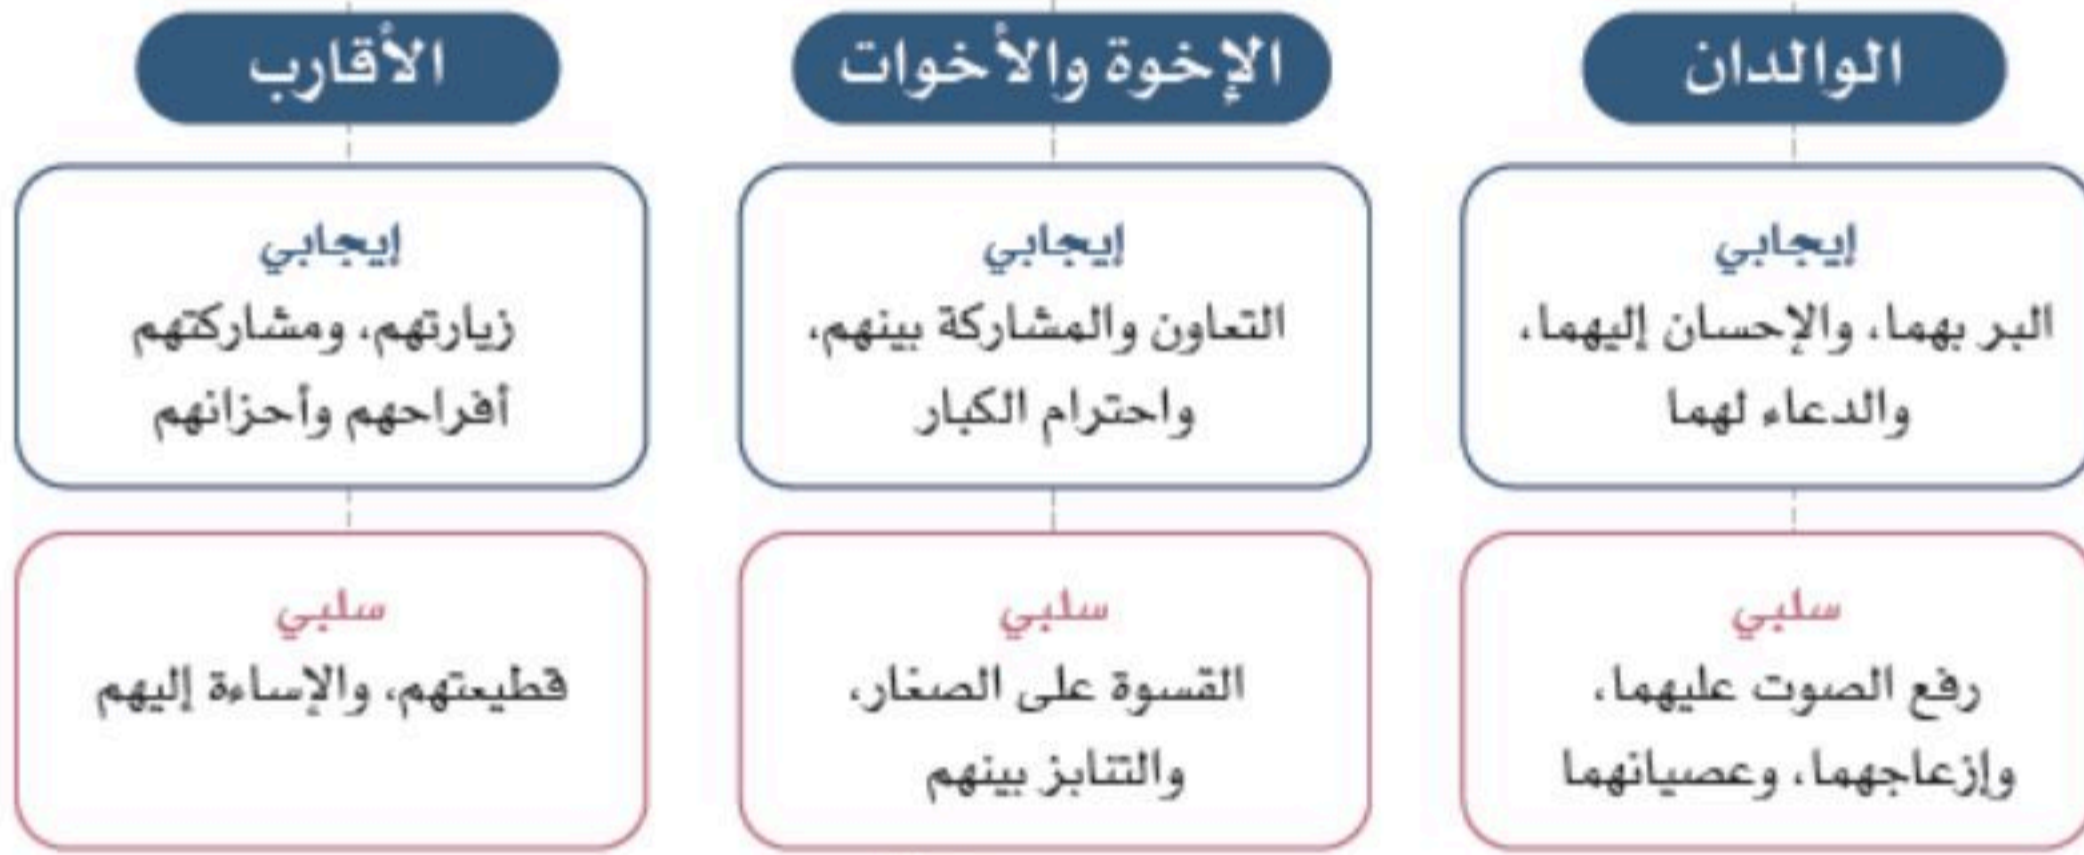 الوالدان
إيجابي
البر بهما، والإحسان إليهما،
والدعاء لهما
سلبي
رفع الصوت عليهما،
وإزعاجهما، وعصيانهما
الإخوة والأخوات
إيجابي
التعاون والمشاركة بينهم،
واحترام الكبار
سلبي
القسوة على الصغار،
والتنابز بينهم
الأقارب
إيجابي
زيارتهم، ومشاركتهم
أفراحهم وأحزانهم
سلبي
قطيعتهم، والإساءة إليهم